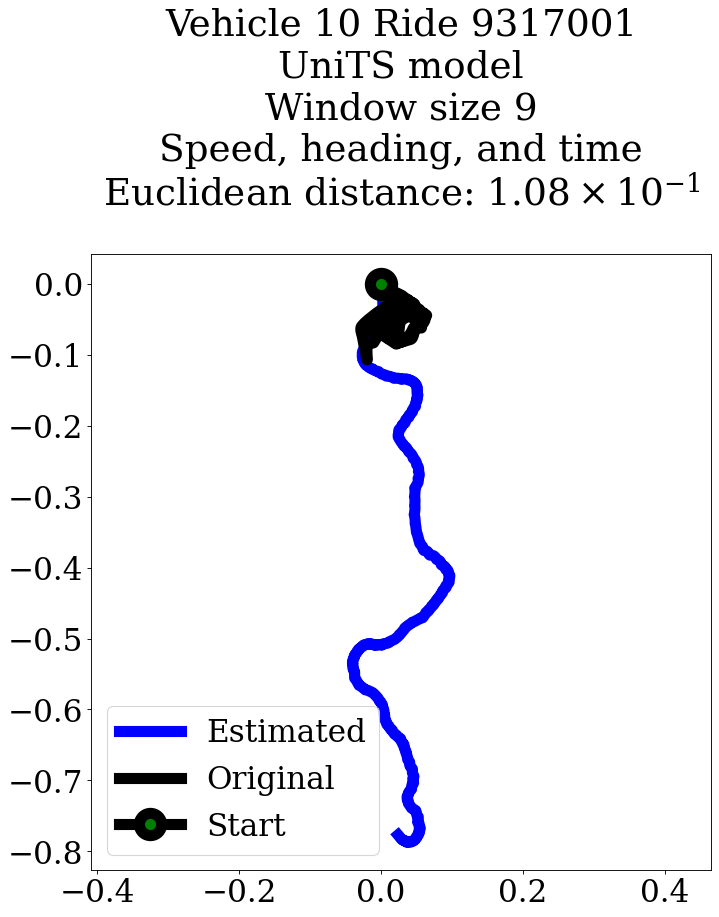 Vehicle 10 Ride 9317001
UniTS model
Window size 9
Speed, heading, and time
Euclidean distance: 1.08 × 10⁻¹
0.0
−0.1
−0.2
−0.3
−0.4
−0.5
−0.6
−0.7
−0.8
Estimated
Original
Start
−0.4 −0.2 0.0 0.2 0.4